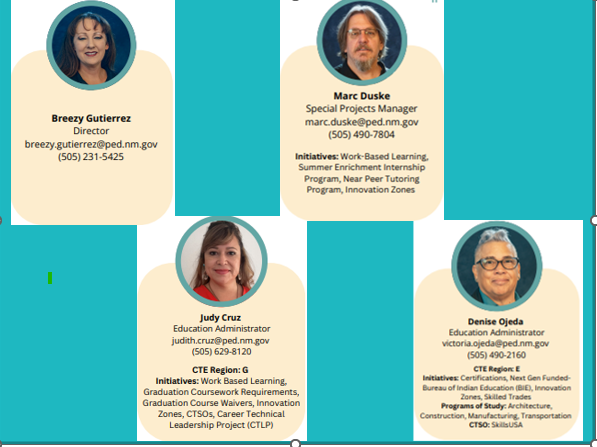 Breezy Gutierrez
Director
breezy.gutierrez@ped.nm.gov
(505) 231-5425
Marc Duske
Special Projects Manager
marc.duske@ped.nm.gov
(505) 490-7804
Initiatives: Work-Based Learning,
Summer Enrichment Internship
Program, Near Peer Tutoring
Program, Innovation Zones
Judy Cruz
Education Administrator
judith.cruz@ped.nm.gov
(505) 629-8120
CTE Region: G
Initiatives: Work Based Learning,
Graduation Coursework Requirements,
Graduation Course Waivers, Innovation
Zones, CTSOs, Career Technical
Leadership Project (CTLP)
Denise Ojeda
Education Administrator
victoria.ojeda@ped.nm.gov
(505) 490-2160
CTE Region: E
Initiatives: Certifications, Next Gen Funded-
Bureau of Indian Education (BIE), Innovation
Zones, Skilled Trades
Programs of Study: Architecture,
Construction, Manufacturing, Transportation
CTSO: SkillsUSA